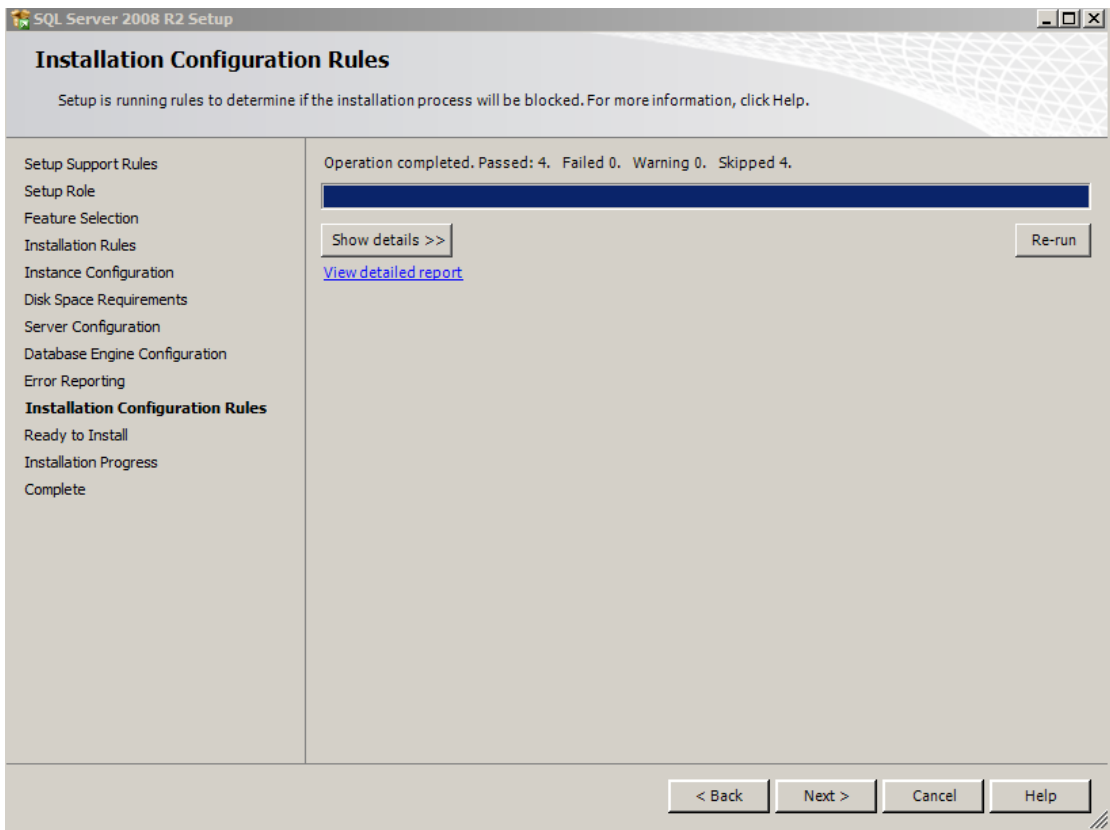 SQL Server 2008 R2 Setup
Installation Configuration Rules
Setup is running rules to determine if the installation process will be blocked. For more information, click Help.
Setup Support Rules
Setup Role
Feature Selection
Installation Rules
Instance Configuration
Disk Space Requirements
Server Configuration
Database Engine Configuration
Error Reporting
Installation Configuration Rules
Ready to Install
Installation Progress
Complete
Operation completed. Passed: 4. Failed 0. Warning 0. Skipped 4.
Show details >>
Re-run
View detailed report
< Back
Next >
Cancel
Help